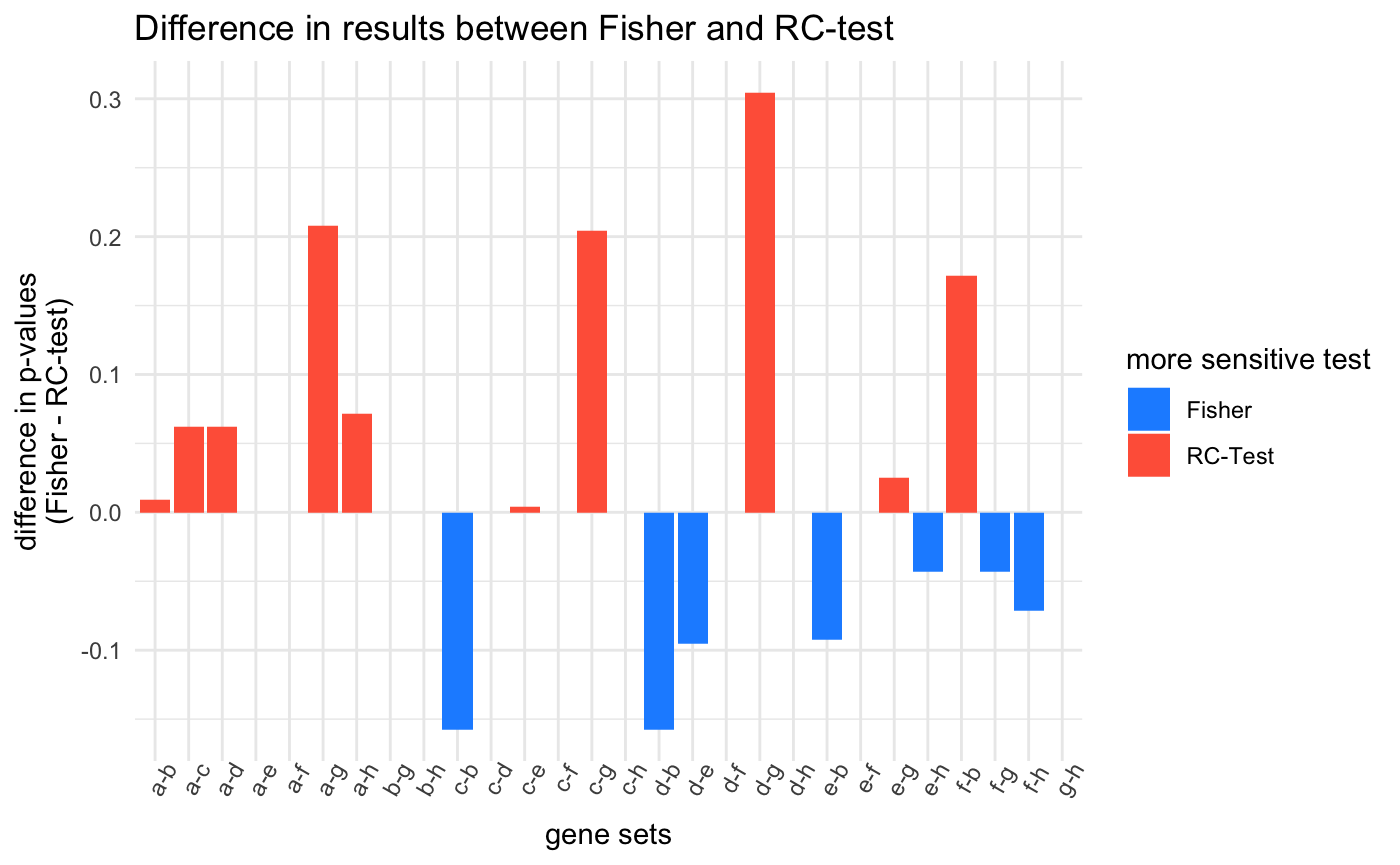 Difference in results between Fisher and RC-test
difference in p-values
(Fisher - RC-test)
0.3
0.2
0.1
0.0
-0.1
a-b a-c a-d a-e a-f a-g a-h b-g b-h c-b c-d c-e c-f c-g c-h d-b d-e d-f d-g d-h e-b e-f e-g e-h f-b f-g f-h g-h
gene sets
more sensitive test
Fisher
RC-Test